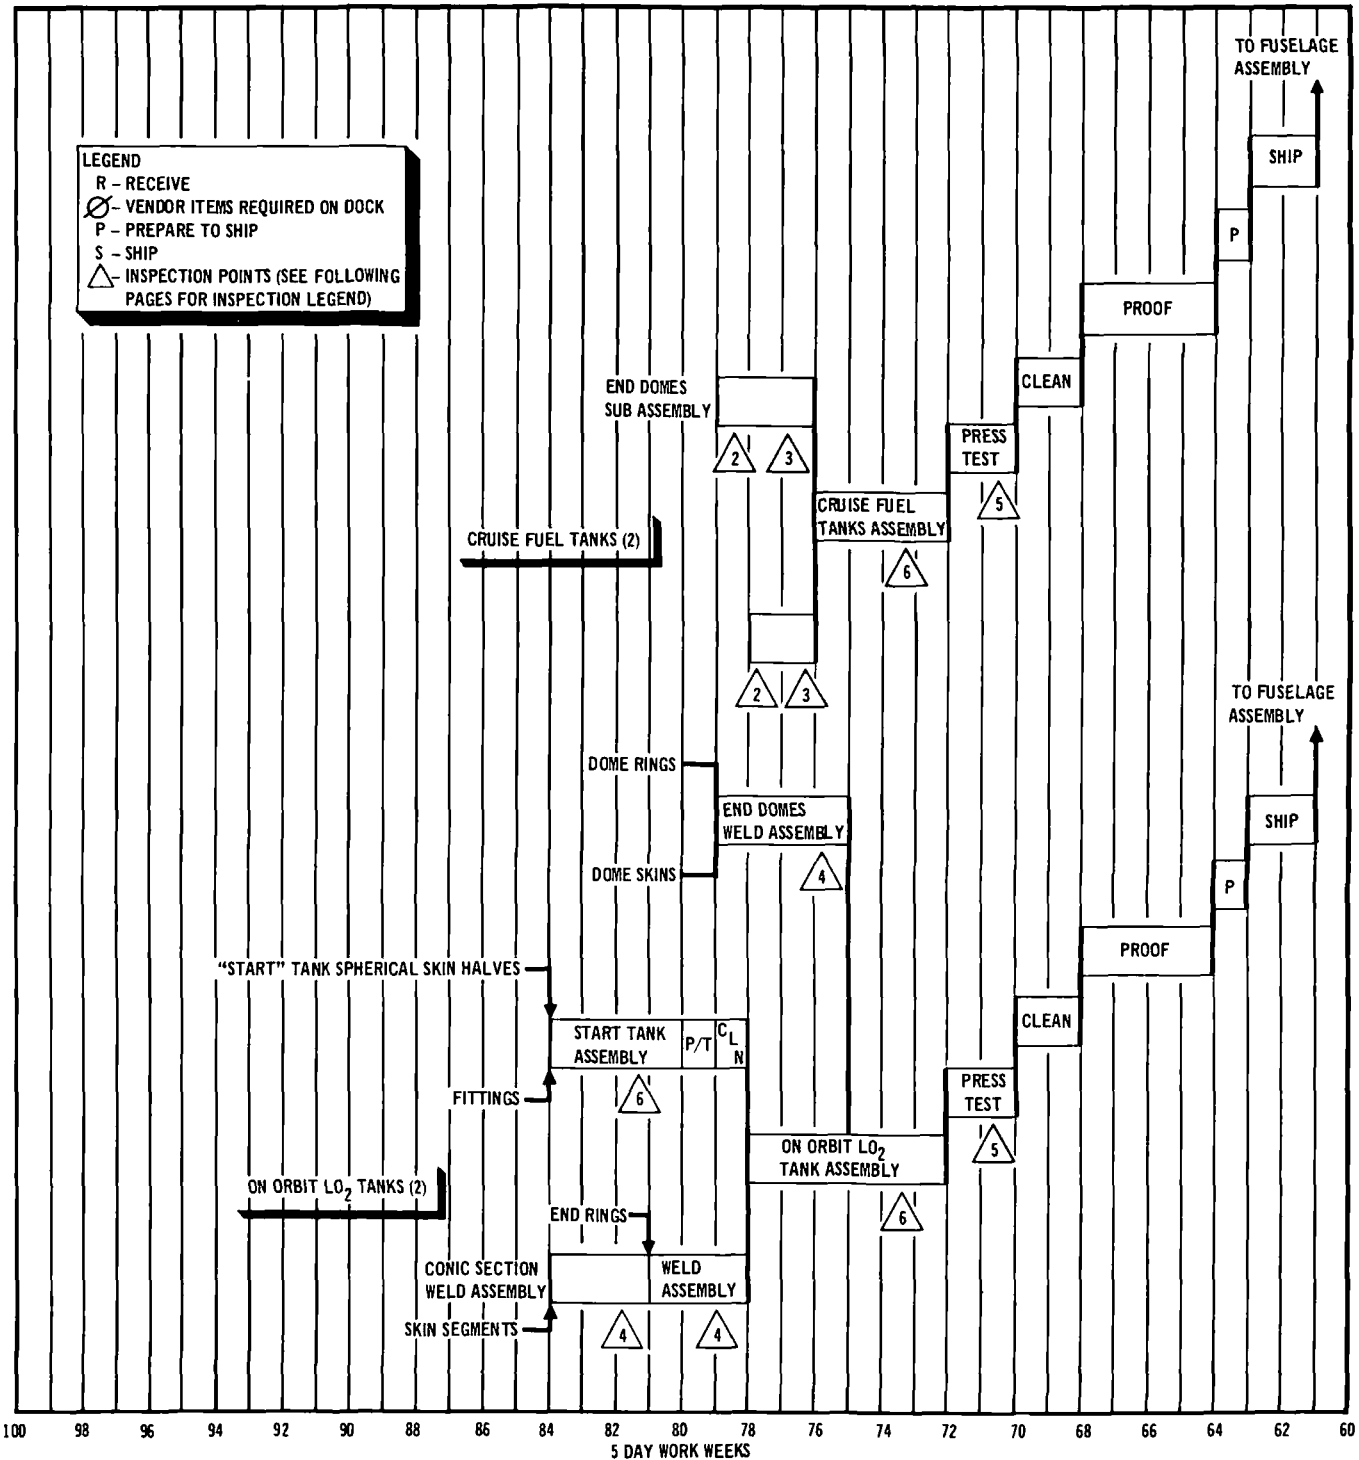 TO FUSELAGE
ASSEMBLY
SHIP
LEGEND
R – RECEIVE
– VENDOR ITEMS REQUIRED ON DOCK
P – PREPARE TO SHIP
S – SHIP
– INSPECTION POINTS (SEE FOLLOWING
PAGES FOR INSPECTION LEGEND)
P
PROOF
CLEAN
END DOMES
SUB ASSEMBLY
2
3
PRESS
TEST
5
CRUISE FUEL
TANKS ASSEMBLY
CRUISE FUEL TANKS (2)
6
2
3
TO FUSELAGE
ASSEMBLY
DOME RINGS
END DOMES
WELD ASSEMBLY
SHIP
DOME SKINS
4
P
PROOF
"START" TANK SPHERICAL SKIN HALVES
CLEAN
START TANK
ASSEMBLY
P/T
C
L
N
PRESS
TEST
FITTINGS
6
5
ON ORBIT LO2
TANK ASSEMBLY
ON ORBIT LO2 TANKS (2)
6
END RINGS
CONIC SECTION
WELD ASSEMBLY
WELD
ASSEMBLY
SKIN SEGMENTS
4
4
100 98 96 94 92 90 88 86 84 82 80 78 76 74 72 70 68 66 64 62 60
5 DAY WORK WEEKS